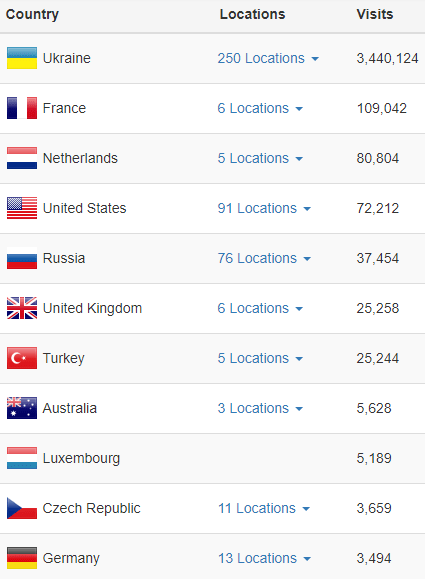 Country Locations Visits
Ukraine 250 Locations 3,440,124
France 6 Locations 109,042
Netherlands 5 Locations 80,804
United States 91 Locations 72,212
Russia 76 Locations 37,454
United Kingdom 6 Locations 25,258
Turkey 5 Locations 25,244
Australia 3 Locations 5,628
Luxembourg 5,189
Czech Republic 11 Locations 3,659
Germany 13 Locations 3,494